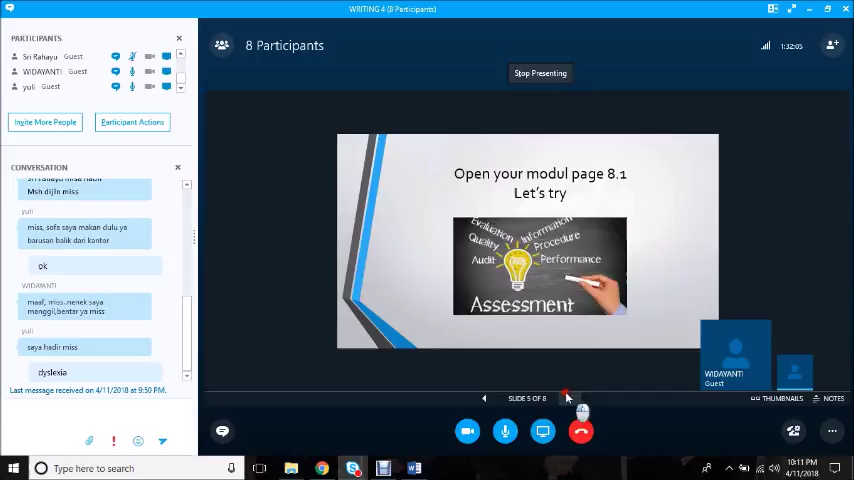 WRITING 4 (8 Participants)
PARTICIPANTS
Sri Rahayu Guest
WIDAYANTI Guest
yuli Guest
Invite More People
Participant Actions
CONVERSATION
Msh dijln miss
yuli
miss, sofa saya makan dulu ya
barusan balik dari kantor
ok
WIDAYANTI
maaf, miss..nenek saya
manggil,bentar ya miss
yuli
saya hadir miss
dyslexia
Last message received on 4/11/2018 at 9:50 PM.
8 Participants
1:32:05
Stop Presenting
Open your modul page 8.1
Let's try
Evaluation
Information
Quality
Procedure
Audit
Performance
Assessment
WIDAYANTI
Guest
SLIDE 5 OF 8
THUMBNAILS
NOTES
Type here to search
10:11 PM
4/11/2018